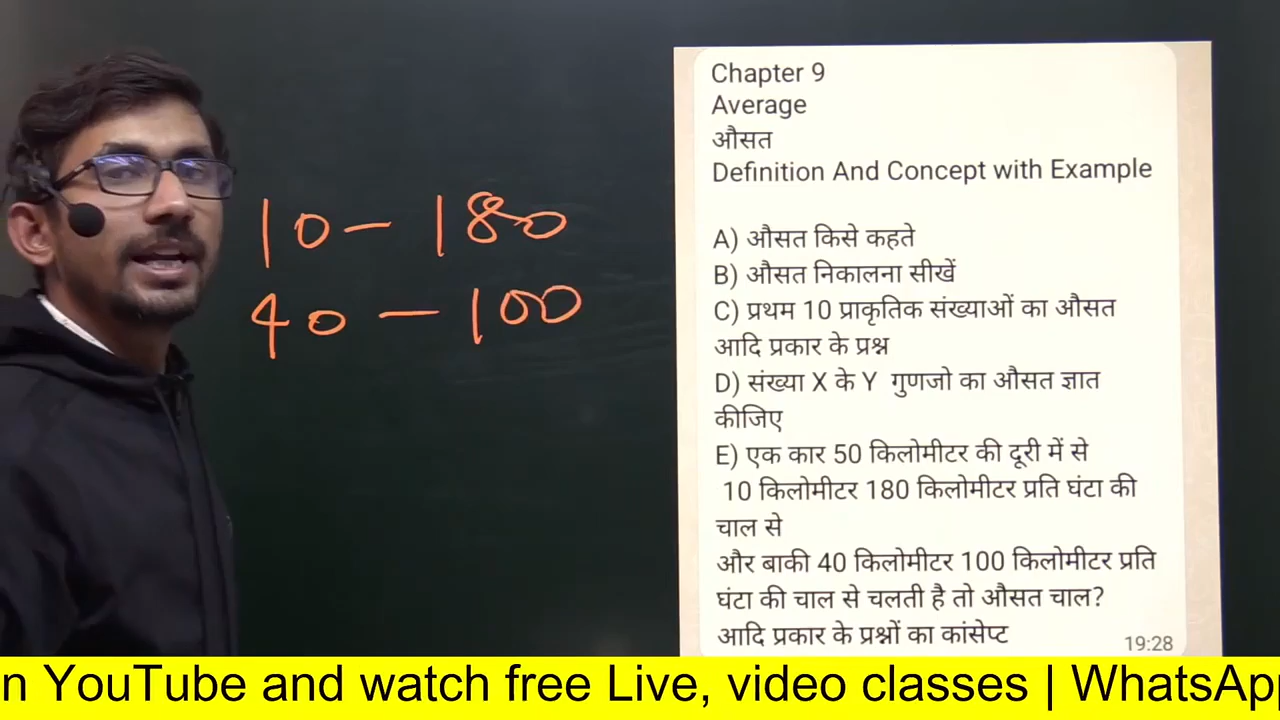 10 - 180
40 - 100
Chapter 9
Average
औसत
Definition And Concept with Example
A) औसत किसे कहते
B) औसत निकालना सीखें
C) प्रथम 10 प्राकृतिक संख्याओं का औसत
आदि प्रकार के प्रश्न
D) संख्या X के Y गुणजो का औसत ज्ञात
कीजिए
E) एक कार 50 किलोमीटर की दूरी में से
10 किलोमीटर 180 किलोमीटर प्रति घंटा की
चाल से
और बाकी 40 किलोमीटर 100 किलोमीटर प्रति
घंटा की चाल से चलती है तो औसत चाल?
आदि प्रकार के प्रश्नों का कांसेप्ट
19:28
n YouTube and watch free Live, video classes | WhatsApp